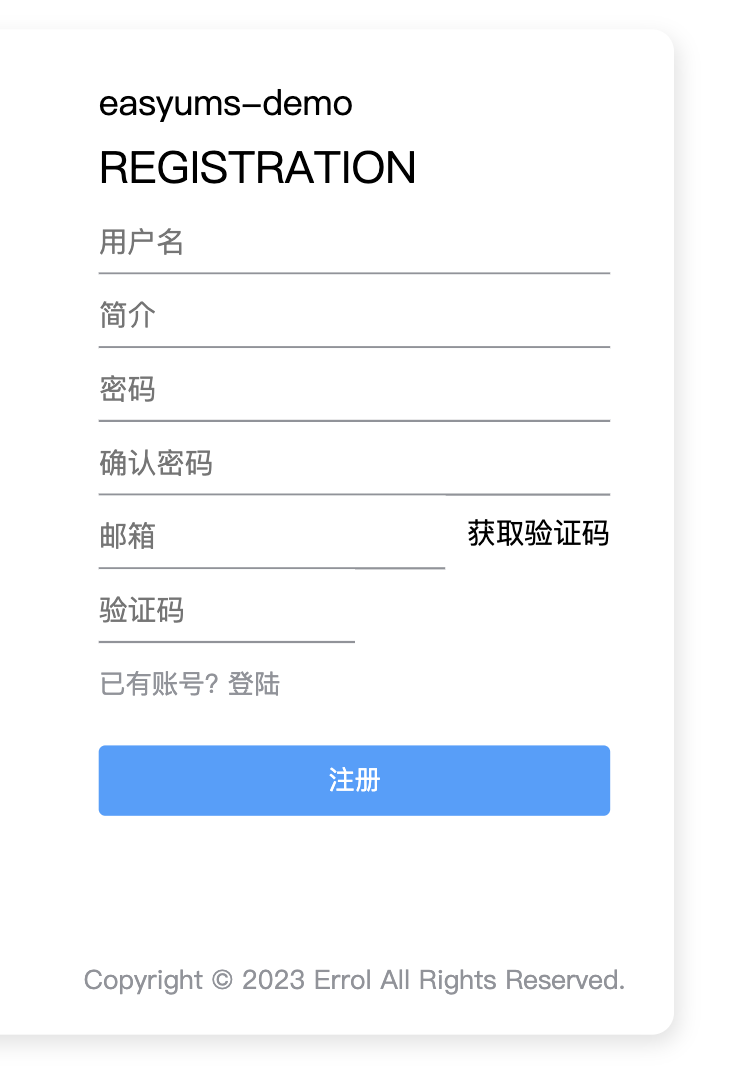 easyums-demo
REGISTRATION
用户名
简介
密码
确认密码
邮箱 获取验证码
验证码
已有账号? 登陆
注册
Copyright © 2023 Errol All Rights Reserved.